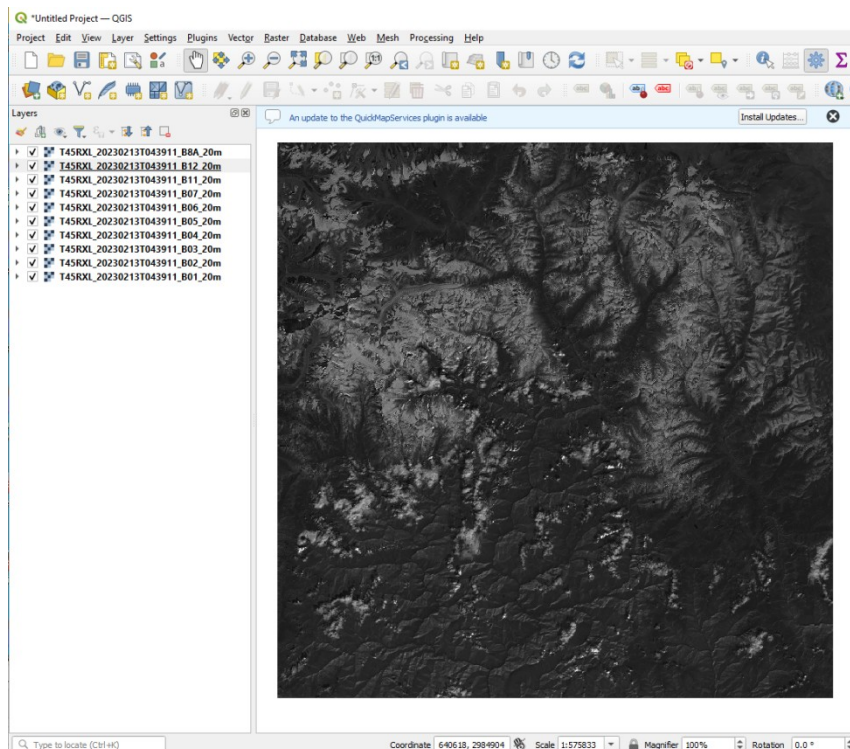 *Untitled Project — QGIS
Project Edit View Layer Settings Plugins Vector Raster Database Web Mesh Processing Help
Layers
An update to the QuickMapServices plugin is available
Install Updates...
T45RXL_20230213T043911_B8A_20m
T45RXL_20230213T043911_B12_20m
T45RXL_20230213T043911_B11_20m
T45RXL_20230213T043911_B07_20m
T45RXL_20230213T043911_B06_20m
T45RXL_20230213T043911_B05_20m
T45RXL_20230213T043911_B04_20m
T45RXL_20230213T043911_B03_20m
T45RXL_20230213T043911_B02_20m
T45RXL_20230213T043911_B01_20m
Type to locate (Ctrl+K) Coordinate 640618, 2984904 Scale 1:575833 Magnifier 100% Rotation 0.0 °